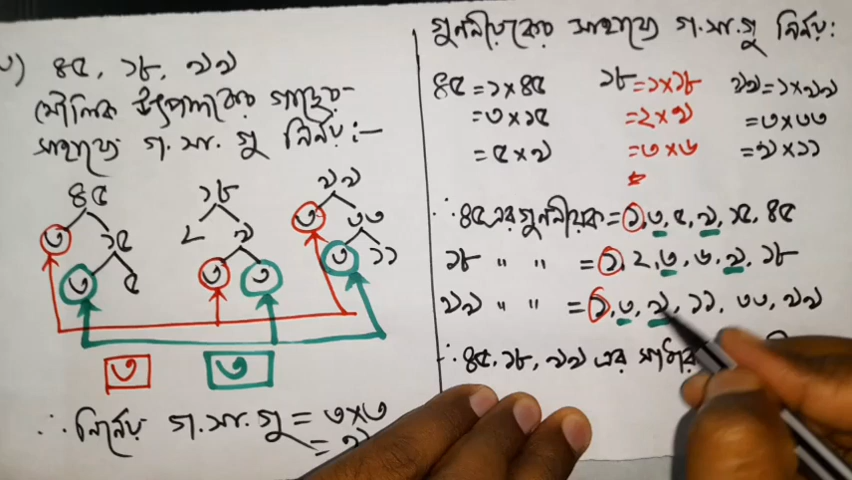 ৩) ৪৫, ১৮, ৯৯
মৌলিক উৎপাদকের গাছের
সাহায্যে গ.সা.গু নির্ণয়:-
৪৫ ১৮ ৯৯
৩ ১৫ ২ ৯ ৩ ৩৩
৩ ৫ ৩ ৩ ৩ ১১
৩ ৩
∴ নির্ণেয় গ.সা.গু = ৩×৩
= ৯
গুণনীয়কের সাহায্যে গ.সা.গু নির্ণয়:
৪৫ = ১×৪৫ ১৮ = ১×১৮ ৯৯ = ১×৯৯
= ৩×১৫ = ২×৯ = ৩×৩৩
= ৫×৯ = ৩×৬ = ৯×১১
∴ ৪৫ এর গুণনীয়ক = ১, ৩, ৫, ৯, ১৫, ৪৫
১৮ " " = ১, ২, ৩, ৬, ৯, ১৮
৯৯ " " = ১, ৩, ৯, ১১, ৩৩, ৯৯
∴ ৪৫, ১৮, ৯৯ এর